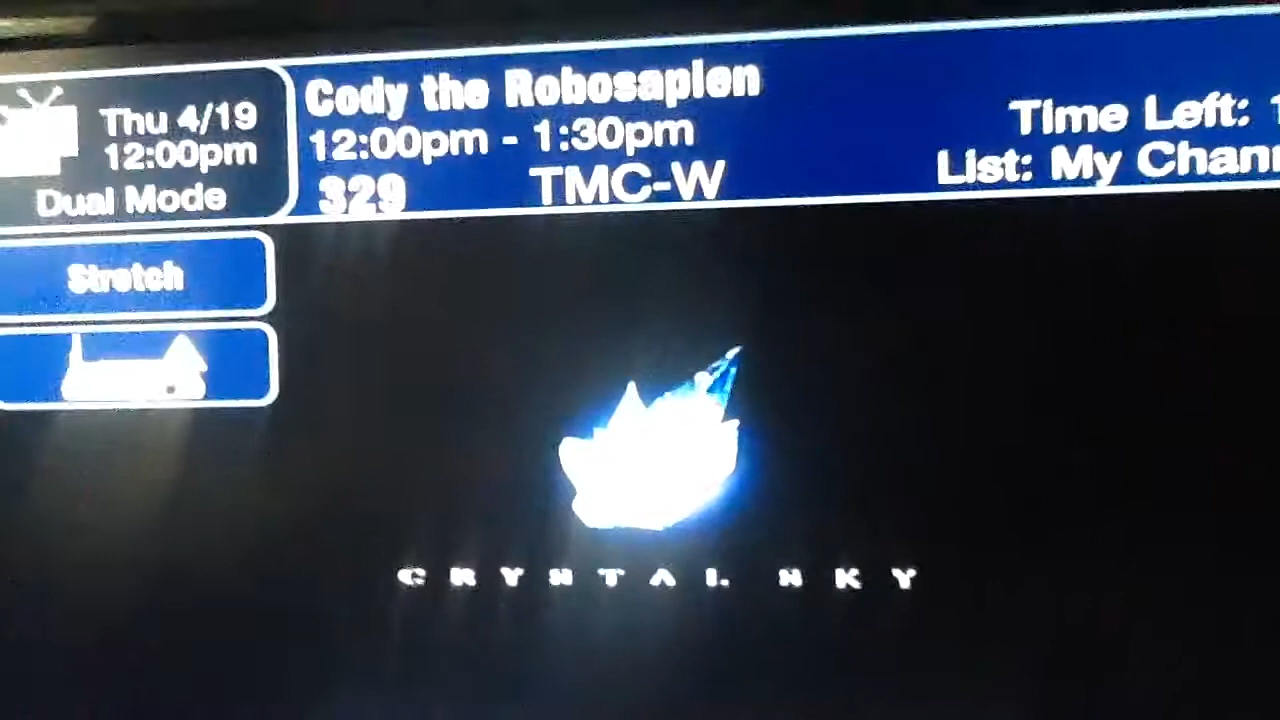 Thu 4/19
12:00pm
Dual Mode
Cody the Robosapien
12:00pm - 1:30pm
329 TMC-W
Time Left:
List: My
Stretch
CRYSTAL SKY